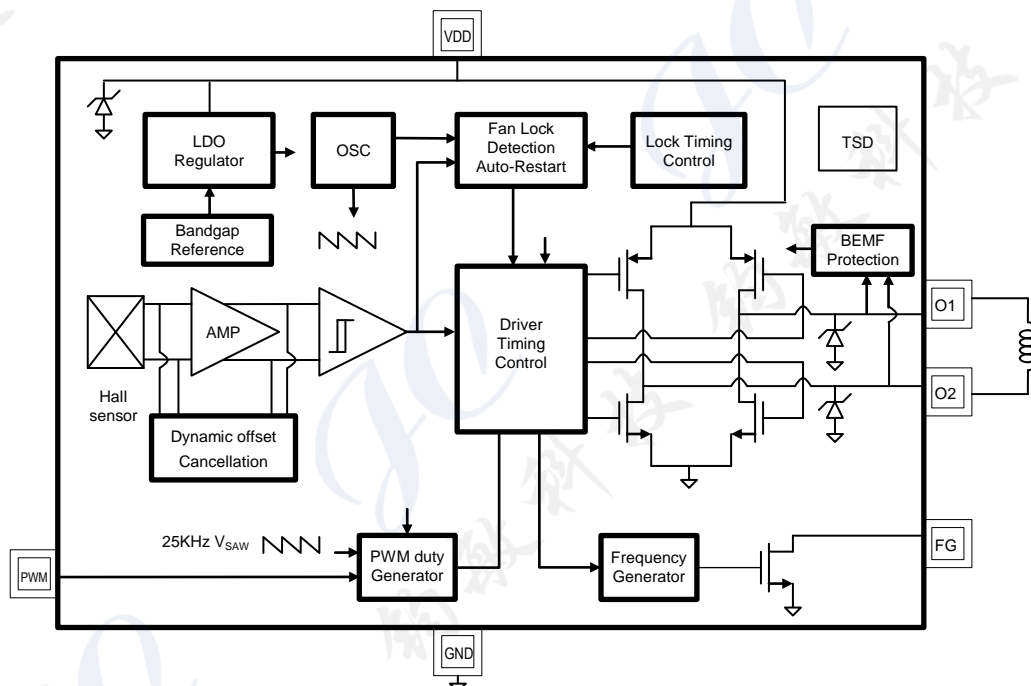 VDD
LDO
Regulator
OSC
Fan Lock
Detection
Auto-Restart
Lock Timing
Control
TSD
Bandgap
Reference
BEMF
Protection
AMP
Driver
Timing
Control
O1
O2
Hall
sensor
Dynamic offset
Cancellation
25KHz VSAW
PWM duty
Generator
Frequency
Generator
FG
PWM
GND